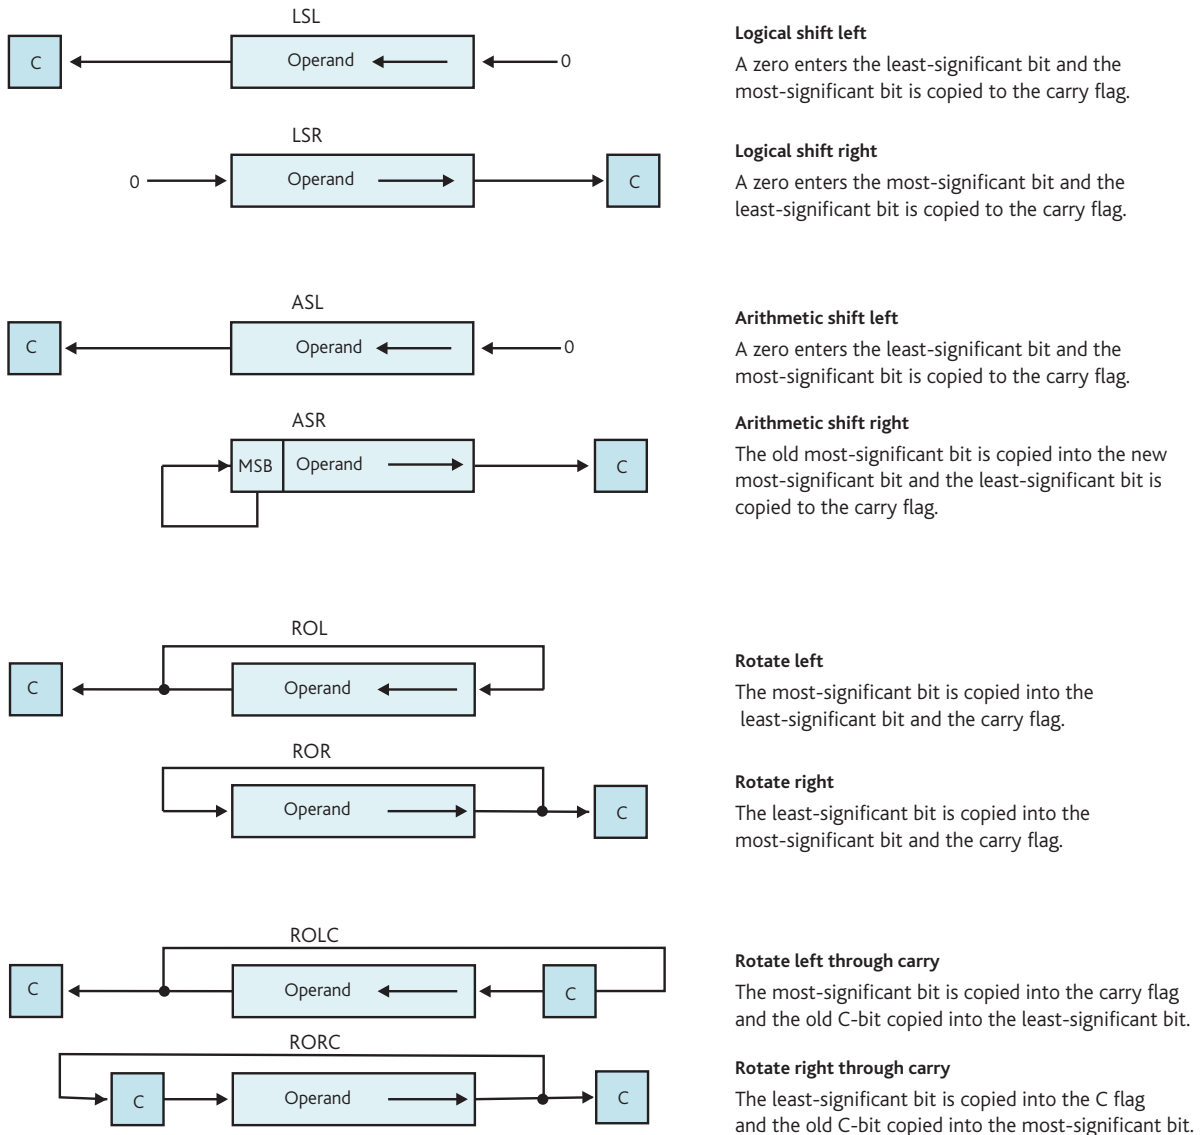 LSL
C
Operand
0
Logical shift left
A zero enters the least-significant bit and the
most-significant bit is copied to the carry flag.
LSR
0
Operand
C
Logical shift right
A zero enters the most-significant bit and the
least-significant bit is copied to the carry flag.
ASL
C
Operand
0
Arithmetic shift left
A zero enters the least-significant bit and the
most-significant bit is copied to the carry flag.
ASR
MSB
Operand
C
Arithmetic shift right
The old most-significant bit is copied into the new
most-significant bit and the least-significant bit is
copied to the carry flag.
ROL
C
Operand
Rotate left
The most-significant bit is copied into the
least-significant bit and the carry flag.
ROR
Operand
C
Rotate right
The least-significant bit is copied into the
most-significant bit and the carry flag.
ROLC
C
Operand
C
Rotate left through carry
The most-significant bit is copied into the carry flag
and the old C-bit copied into the least-significant bit.
RORC
C
Operand
C
Rotate right through carry
The least-significant bit is copied into the C flag
and the old C-bit copied into the most-significant bit.